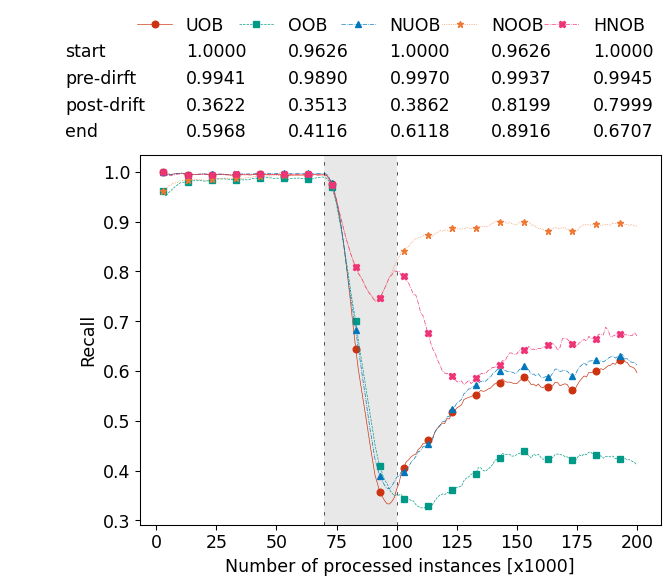 UOB OOB NUOB NOOB HNOB
start 1.0000 0.9626 1.0000 0.9626 1.0000
pre-dirft 0.9941 0.9890 0.9970 0.9937 0.9945
post-drift 0.3622 0.3513 0.3862 0.8199 0.7999
end 0.5968 0.4116 0.6118 0.8916 0.6707
1.0
0.9
0.8
0.7
0.6
0.5
0.4
0.3
Recall
0 25 50 75 100 125 150 175 200
Number of processed instances [x1000]